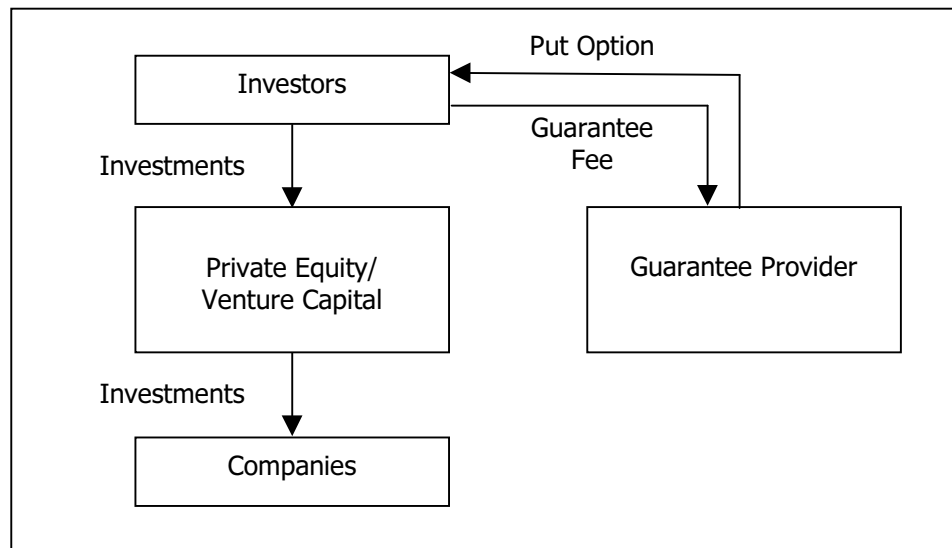 Put Option
Investors
Guarantee
Fee
Investments
Private Equity/
Venture Capital
Guarantee Provider
Investments
Companies